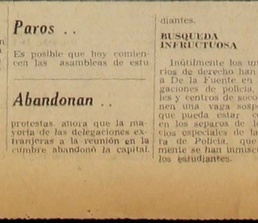 Paros . .
Es posible que hoy comien-
cen las asambleas de estu
Abandonan . .
protestas ahora que la ma-
yoría de las delegaciones ex-
tranjeras a la reunión en la
cumbre abandonó la capital.
diantes.
BUSQUEDA
INFRUCTUOSA
Inútilmente los un
rios de derecho han
a De la Fuente en
gaciones de policía,
les y centros de soco
nen una vaga sospe
que pueda estar
en los separos de l
cios especiales de la
ta de Policía, que
mente se han inmisc
los estudiantes.